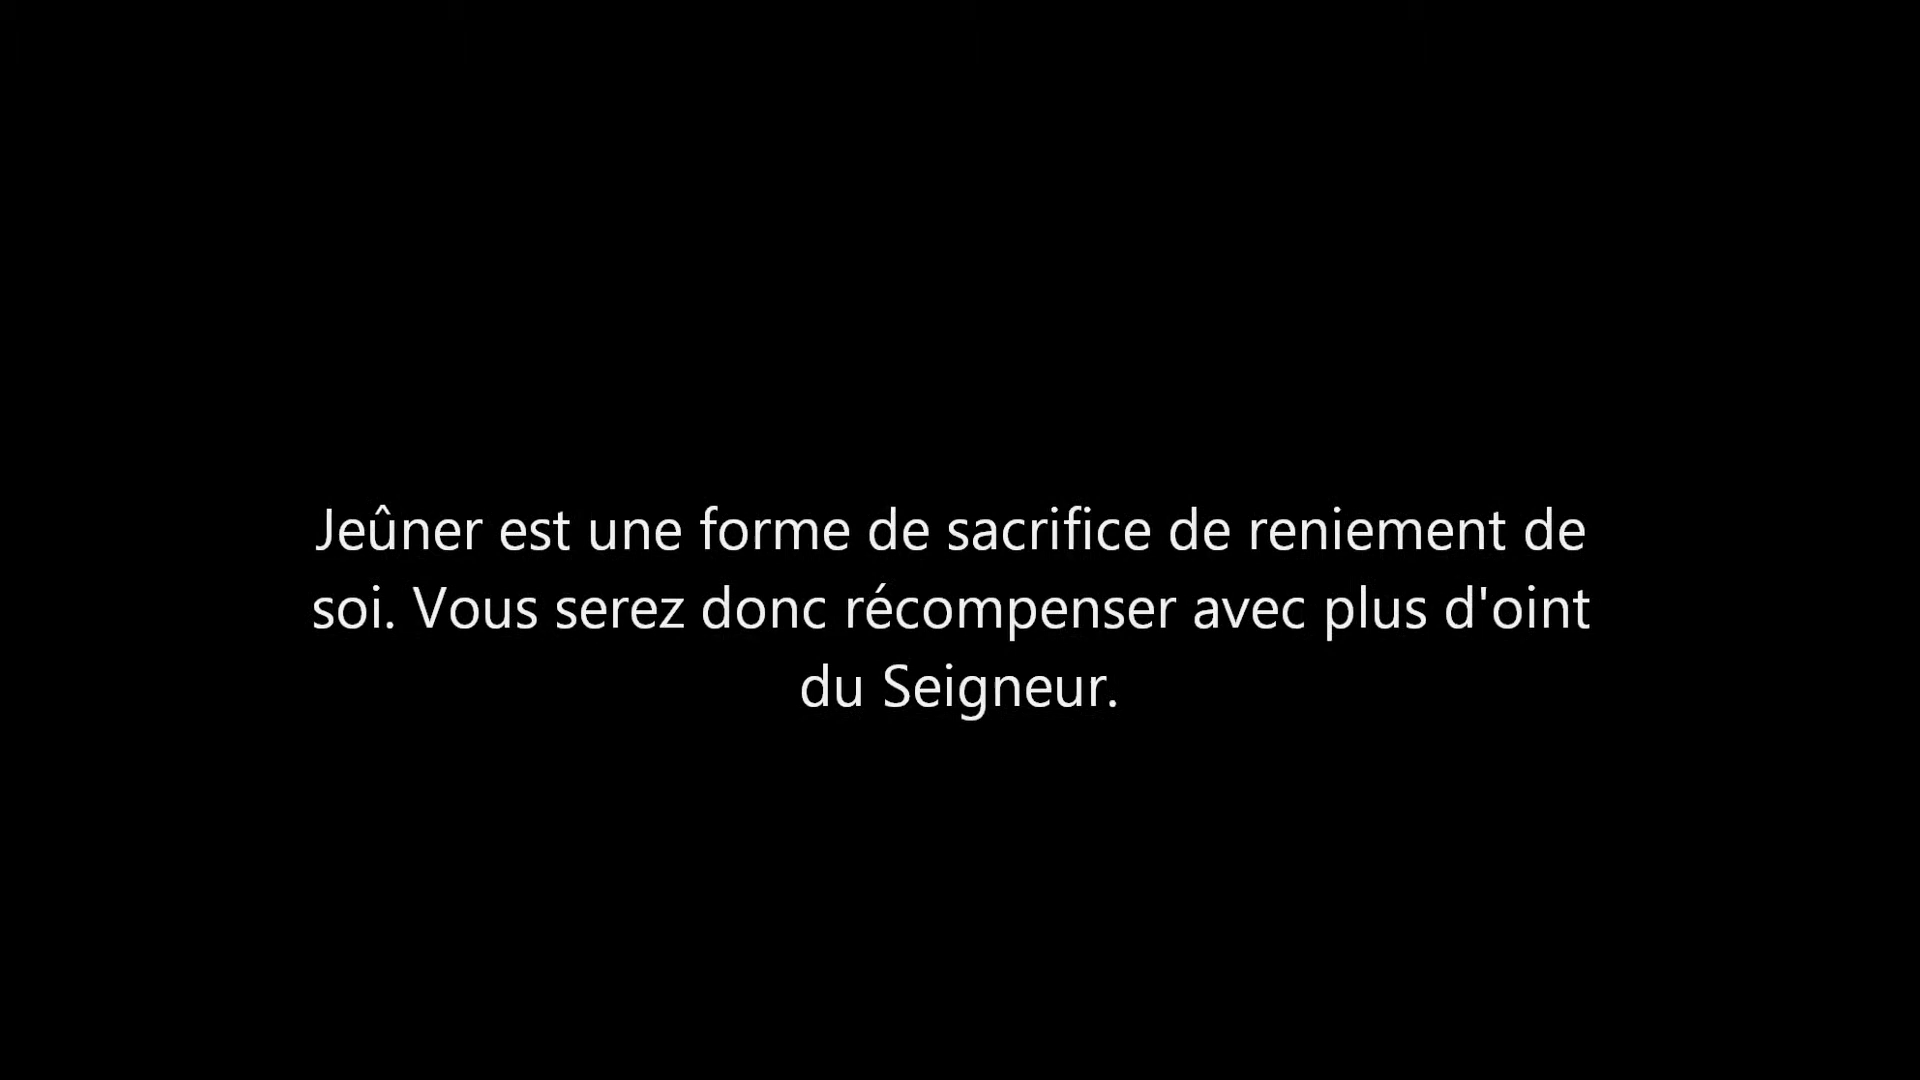 Jeûner est une forme de sacrifice de reniement de
soi. Vous serez donc récompenser avec plus d'oint
du Seigneur.